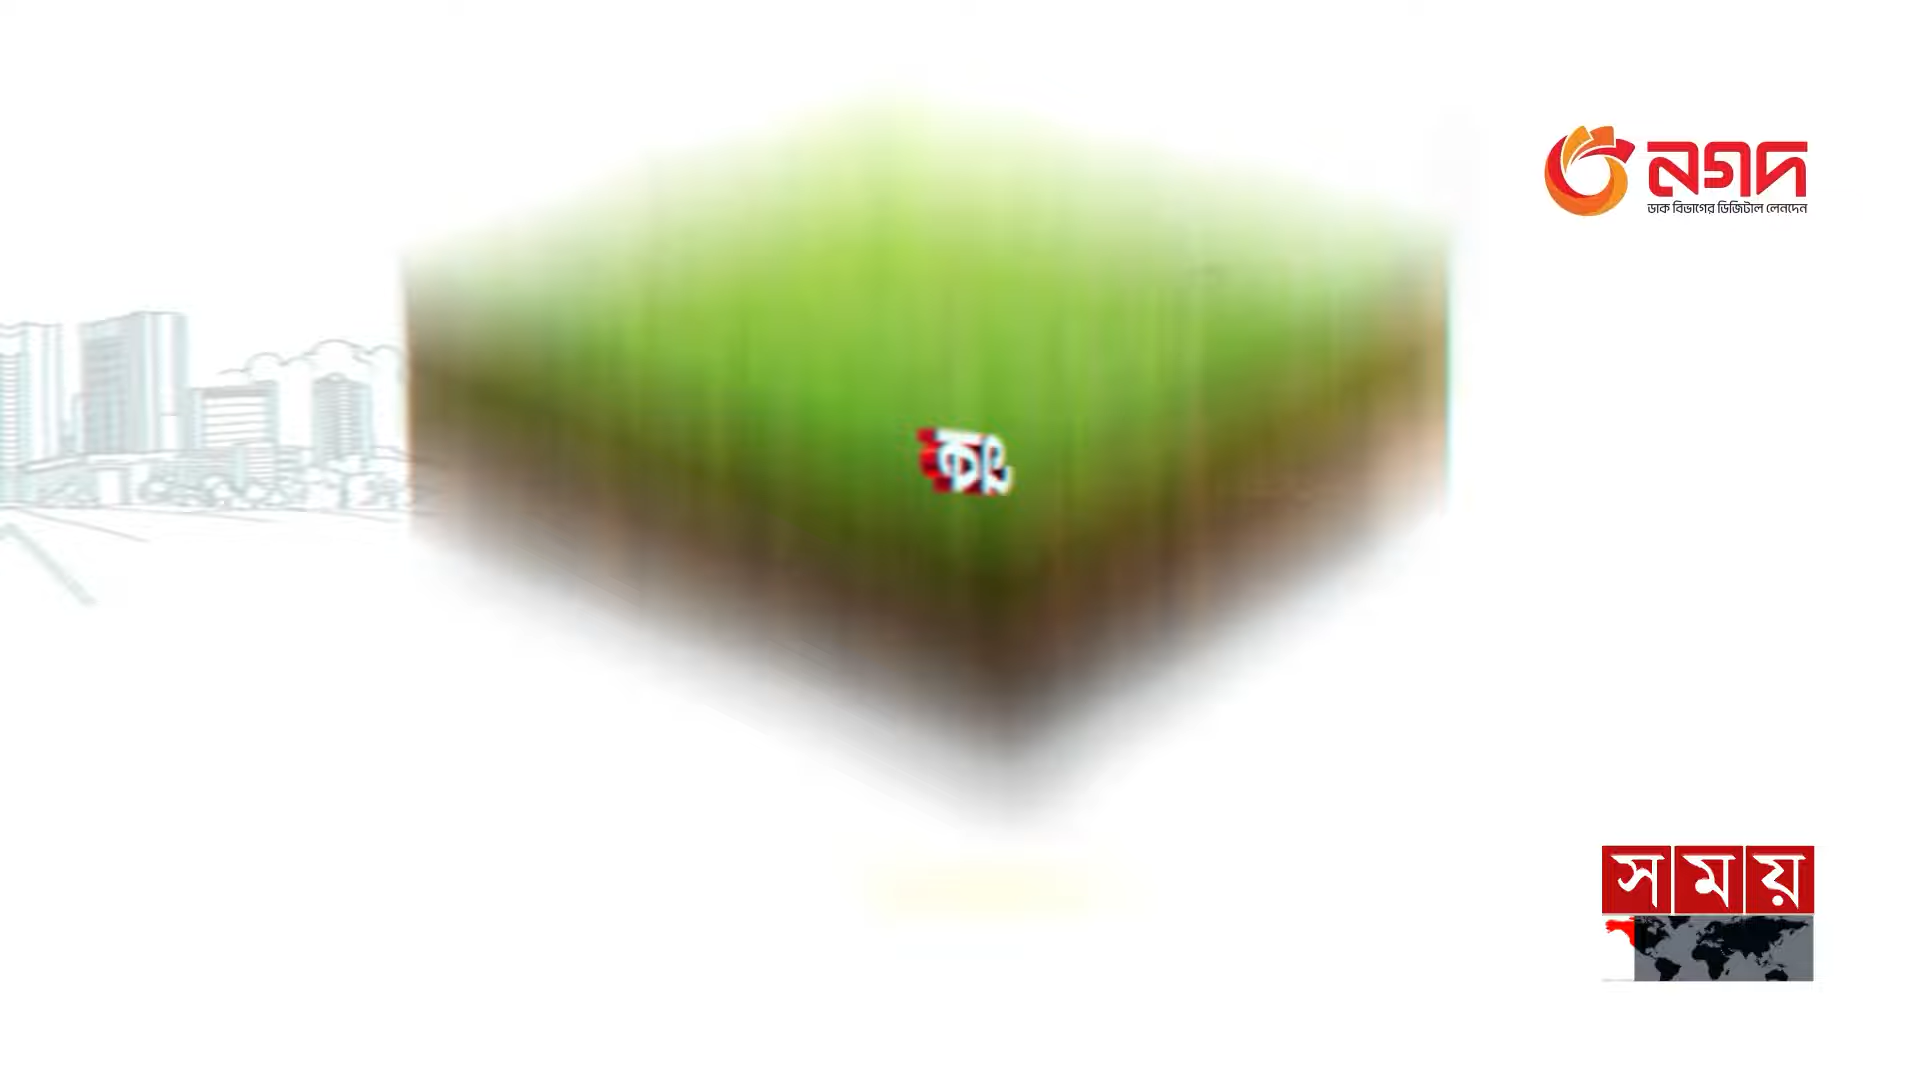 নগদ
ডাক বিভাগের ডিজিটাল লেনদেন
সময়